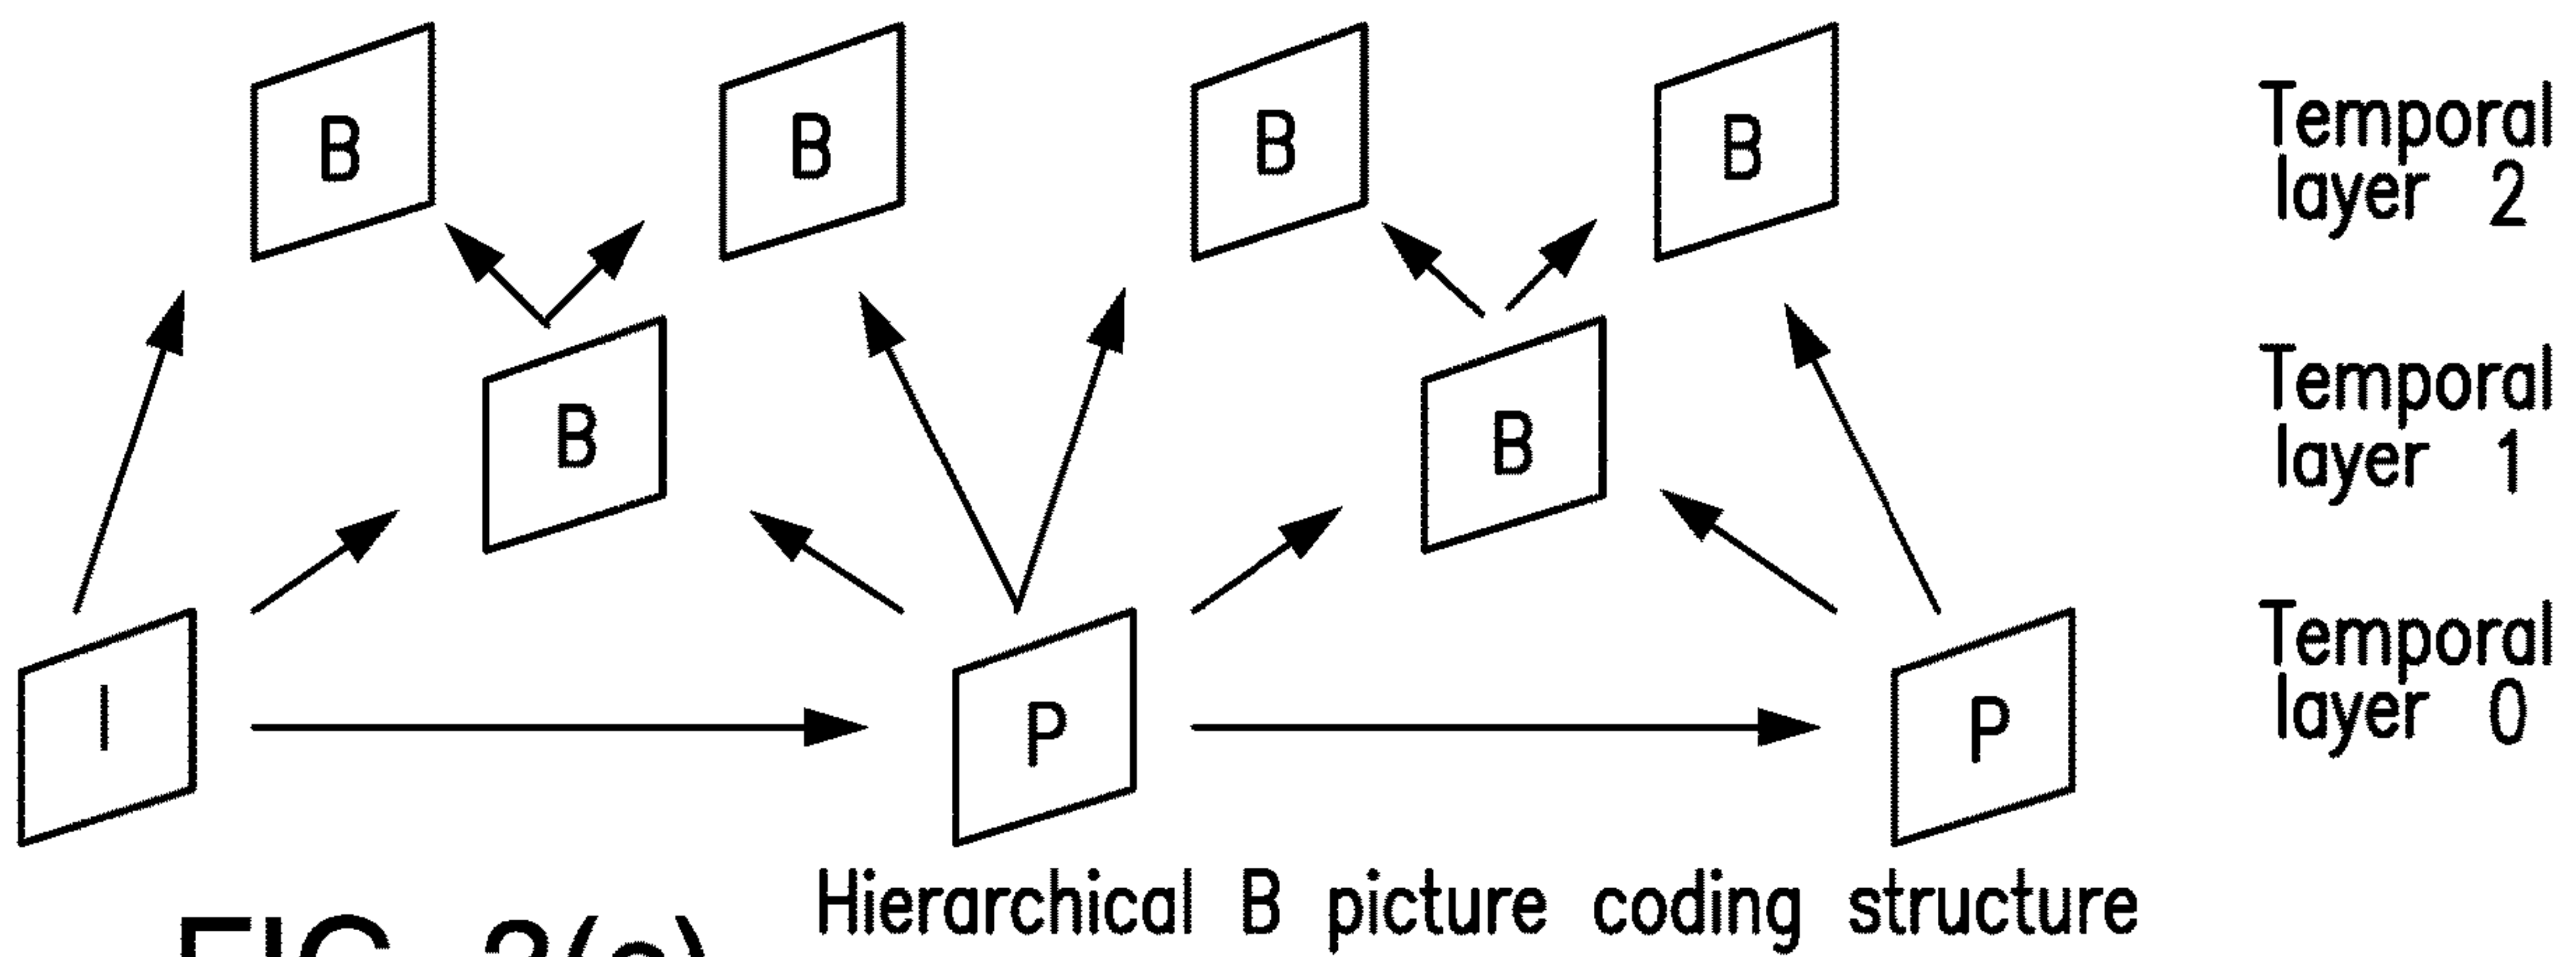 B B B B Temporal
layer 2
B B Temporal
layer 1
I P P Temporal
layer 0
Hierarchical B picture coding structure